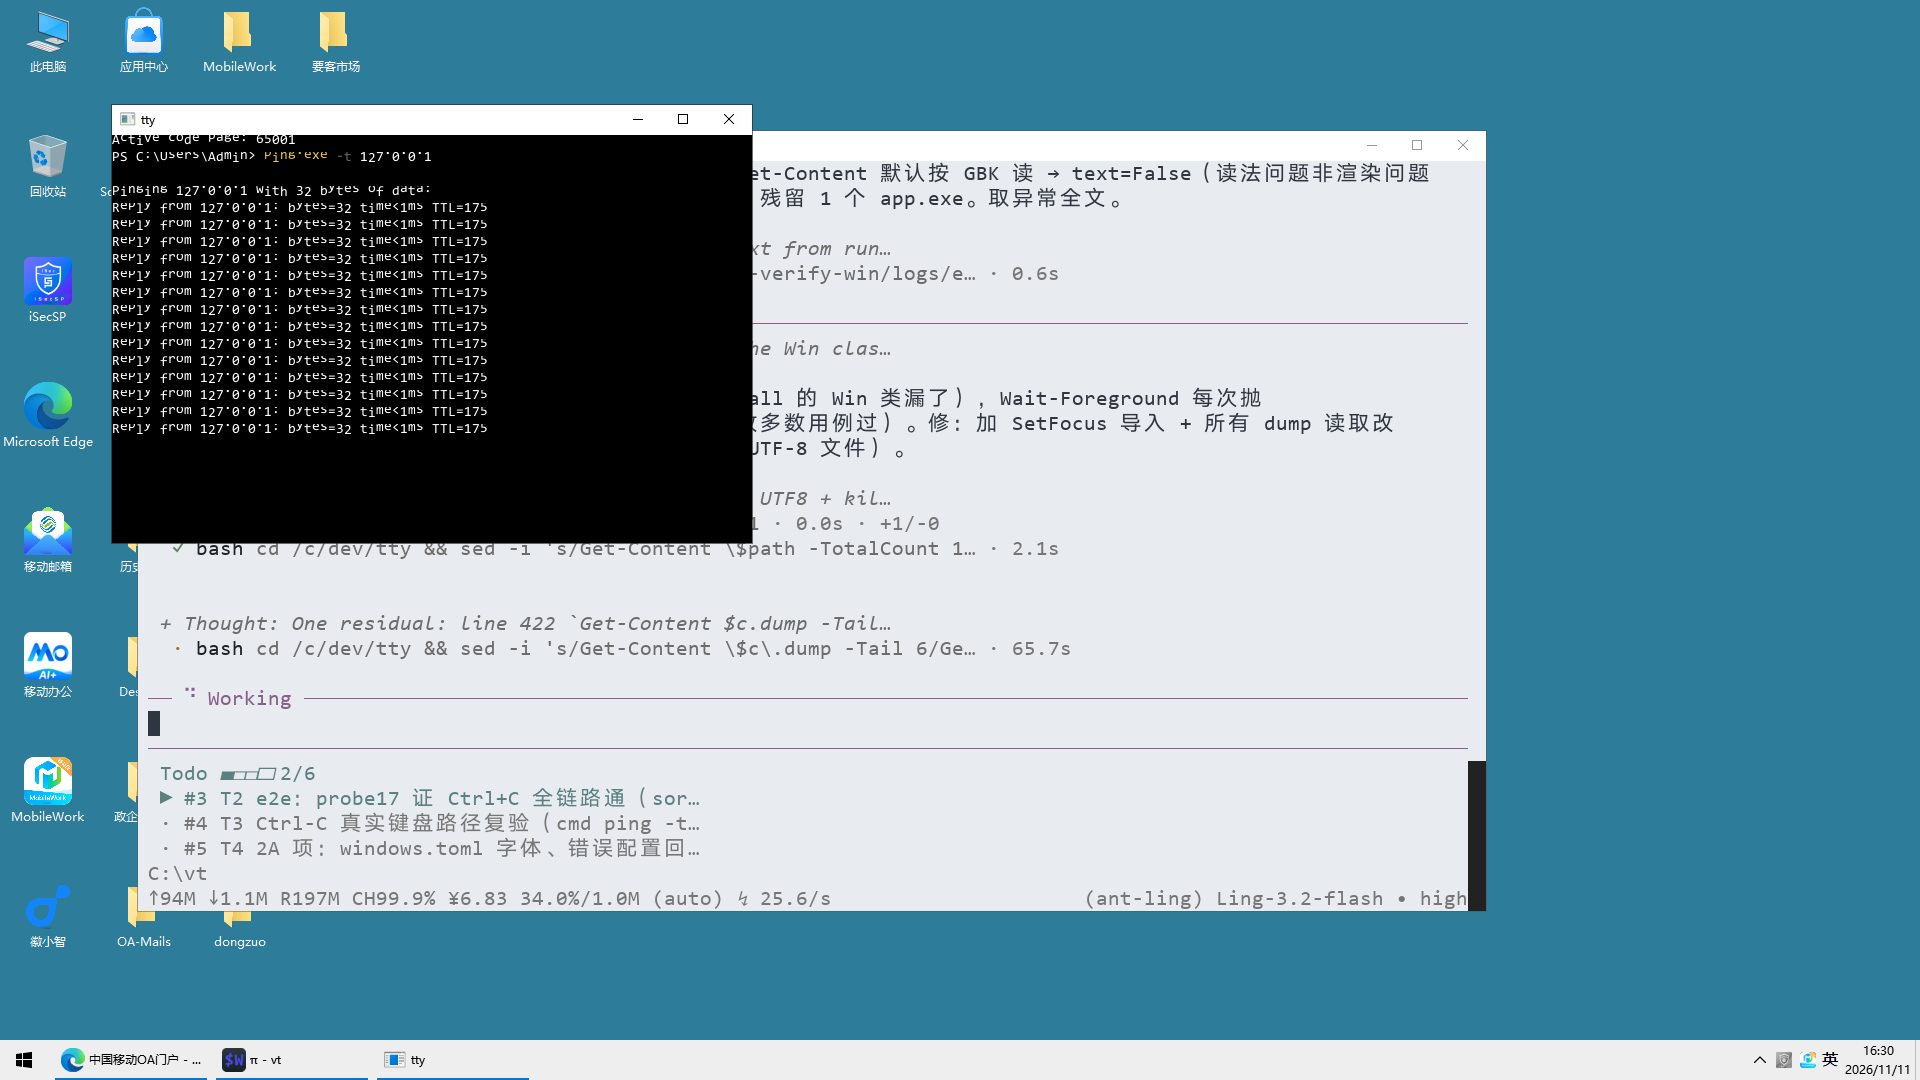 此电脑
应用中心
MobileWork
要客市场
回收站
iSecSP
Microsoft Edge
移动邮箱
历史
移动办公
Des
MobileWork
政企
徽小智
OA-Mails
dongzuo
tty
Active code Page: 65001
PS C:\Users\Admin> Ping.exe -t 127.0.0.1
Pinging 127.0.0.1 with 32 bytes of data:
Reply from 127.0.0.1: bytes=32 time<1ms TTL=175
Reply from 127.0.0.1: bytes=32 time<1ms TTL=175
Reply from 127.0.0.1: bytes=32 time<1ms TTL=175
Reply from 127.0.0.1: bytes=32 time<1ms TTL=175
Reply from 127.0.0.1: bytes=32 time<1ms TTL=175
Reply from 127.0.0.1: bytes=32 time<1ms TTL=175
Reply from 127.0.0.1: bytes=32 time<1ms TTL=175
Reply from 127.0.0.1: bytes=32 time<1ms TTL=175
Reply from 127.0.0.1: bytes=32 time<1ms TTL=175
Reply from 127.0.0.1: bytes=32 time<1ms TTL=175
Reply from 127.0.0.1: bytes=32 time<1ms TTL=175
Reply from 127.0.0.1: bytes=32 time<1ms TTL=175
Reply from 127.0.0.1: bytes=32 time<1ms TTL=175
Reply from 127.0.0.1: bytes=32 time<1ms TTL=175
et-Content 默认按 GBK 读 → text=False（读法问题非渲染问题
残留 1 个 app.exe。取异常全文。
xt from run…
-verify-win/logs/e… · 0.6s
he Win clas…
all 的 Win 类漏了），Wait-Foreground 每次抛
多数用例过）。修：加 SetFocus 导入 + 所有 dump 读取改
UTF-8 文件）。
UTF8 + kil…
1 · 0.0s · +1/-0
✓ bash cd /c/dev/tty && sed -i 's/Get-Content \$path -TotalCount 1… · 2.1s
+ Thought: One residual: line 422 `Get-Content $c.dump -Tail…
· bash cd /c/dev/tty && sed -i 's/Get-Content \$c\.dump -Tail 6/Ge… · 65.7s
Working
Todo 2/6
▶ #3 T2 e2e: probe17 证 Ctrl+C 全链路通（sor…
· #4 T3 Ctrl-C 真实键盘路径复验（cmd ping -t…
· #5 T4 2A 项: windows.toml 字体、错误配置回…
C:\vt
↑94M ↓1.1M R197M CH99.9% ¥6.83 34.0%/1.0M (auto) ↯ 25.6/s (ant-ling) Ling-3.2-flash • high
中国移动OA门户 - ...
$W π - vt
tty
英
16:30
2026/11/11